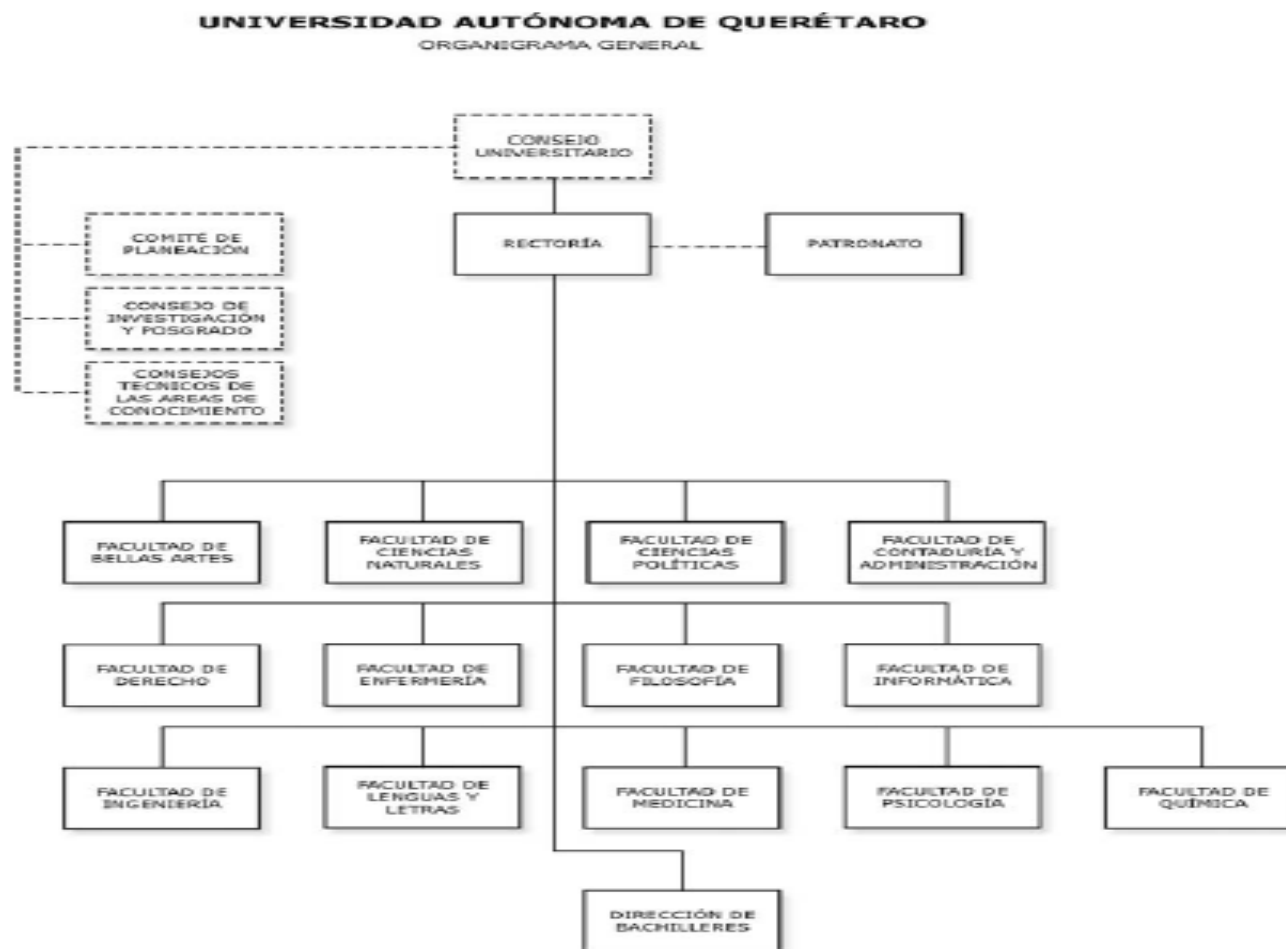 UNIVERSIDAD AUTÓNOMA DE QUERÉTARO
ORGANIGRAMA GENERAL
CONSEJO
UNIVERSITARIO
COMITÉ DE
PLANEACIÓN
RECTORÍA
PATRONATO
CONSEJO DE
INVESTIGACIÓN
Y POSGRADO
CONSEJOS
TECNICOS DE
LAS AREAS DE
CONOCIMIENTO
FACULTAD DE
BELLAS ARTES
FACULTAD DE
CIENCIAS
NATURALES
FACULTAD DE
CIENCIAS
POLÍTICAS
FACULTAD DE
CONTADURÍA Y
ADMINISTRACIÓN
FACULTAD DE
DERECHO
FACULTAD DE
ENFERMERÍA
FACULTAD DE
FILOSOFÍA
FACULTAD DE
INFORMÁTICA
FACULTAD DE
INGENIERÍA
FACULTAD DE
LENGUAS Y
LETRAS
FACULTAD DE
MEDICINA
FACULTAD DE
PSICOLOGÍA
FACULTAD DE
QUÍMICA
DIRECCIÓN DE
BACHILLERES